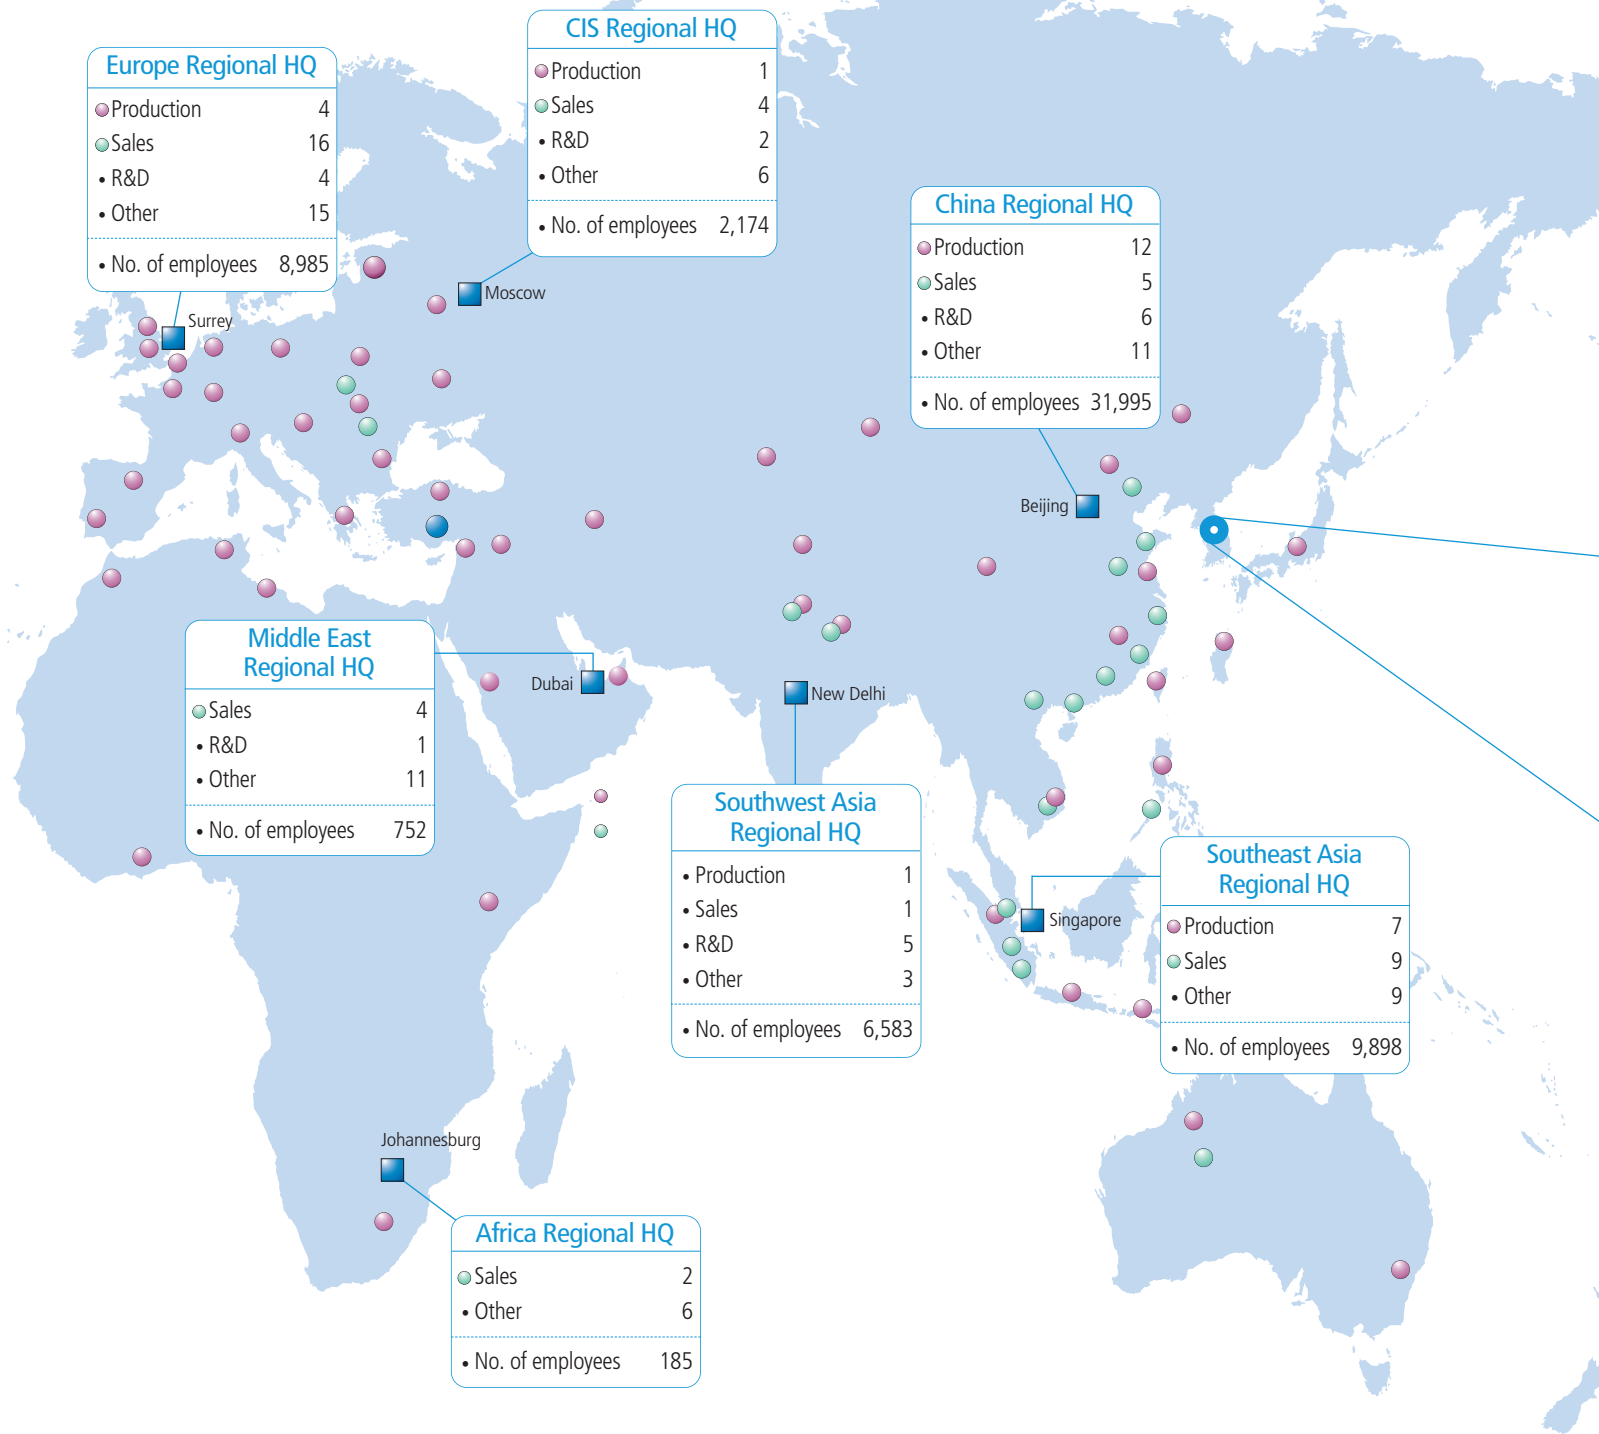 CIS Regional HQ
Production 1
Sales 4
• R&D 2
• Other 6
• No. of employees 2,174
Europe Regional HQ
Production 4
Sales 16
• R&D 4
• Other 15
• No. of employees 8,985
China Regional HQ
Production 12
Sales 5
• R&D 6
• Other 11
• No. of employees 31,995
Moscow
Surrey
Beijing
Middle East
Regional HQ
Sales 4
• R&D 1
• Other 11
• No. of employees 752
Dubai
New Delhi
Southwest Asia
Regional HQ
• Production 1
• Sales 1
• R&D 5
• Other 3
• No. of employees 6,583
Southeast Asia
Regional HQ
Production 7
Sales 9
• Other 9
• No. of employees 9,898
Singapore
Johannesburg
Africa Regional HQ
Sales 2
• Other 6
• No. of employees 185